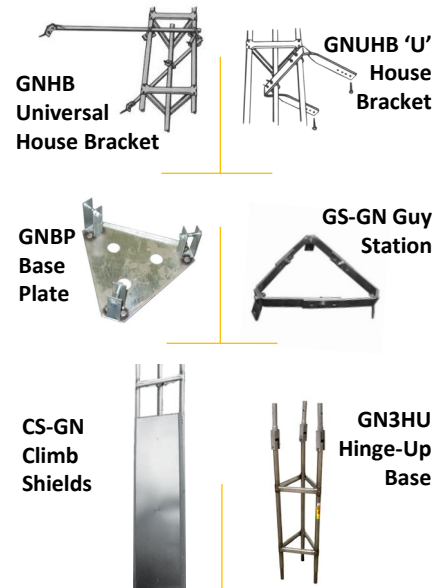 GNHB
Universal
House Bracket
GNUHB ‘U’
House
Bracket
GNBP
Base
Plate
GS-GN Guy
Station
CS-GN
Climb
Shields
GN3HU
Hinge-Up
Base